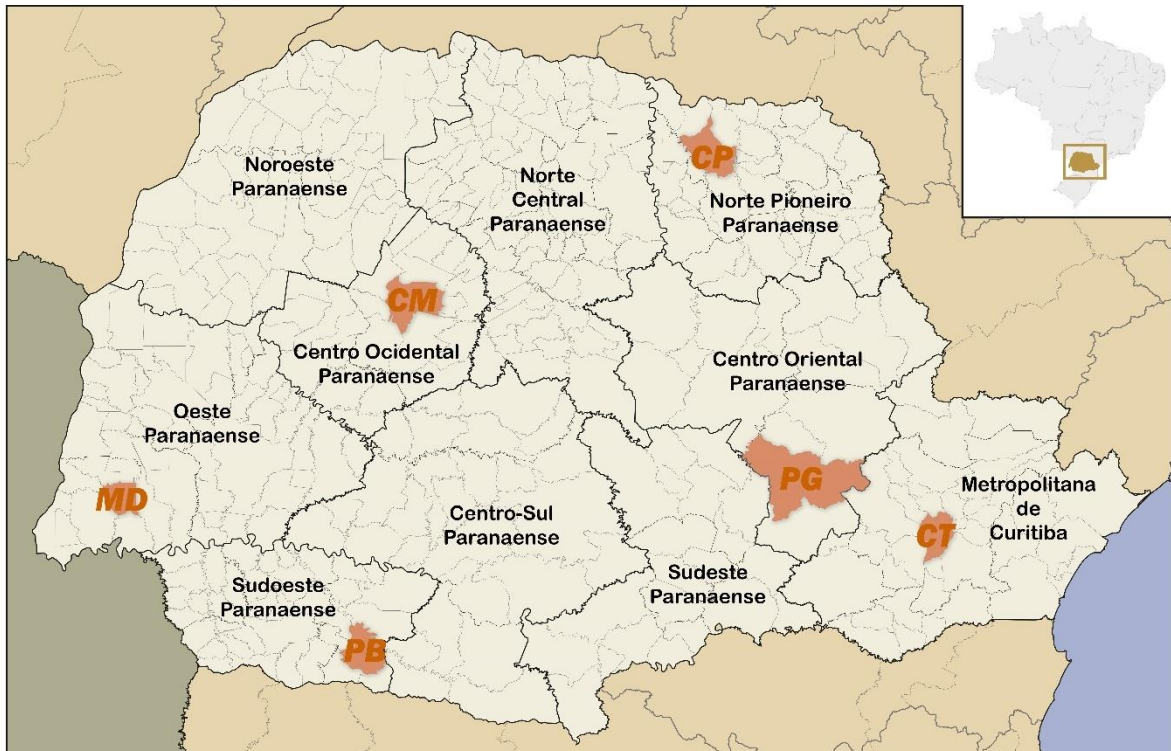 Noroeste
Paranaense
Norte
Central
Paranaense
CP
Norte Pioneiro
Paranaense
CM
Centro Ocidental
Paranaense
Centro Oriental
Paranaense
Oeste
Paranaense
MD
Centro-Sul
Paranaense
PG
Metropolitana
de
Curitiba
CT
Sudoeste
Paranaense
PB
Sudeste
Paranaense